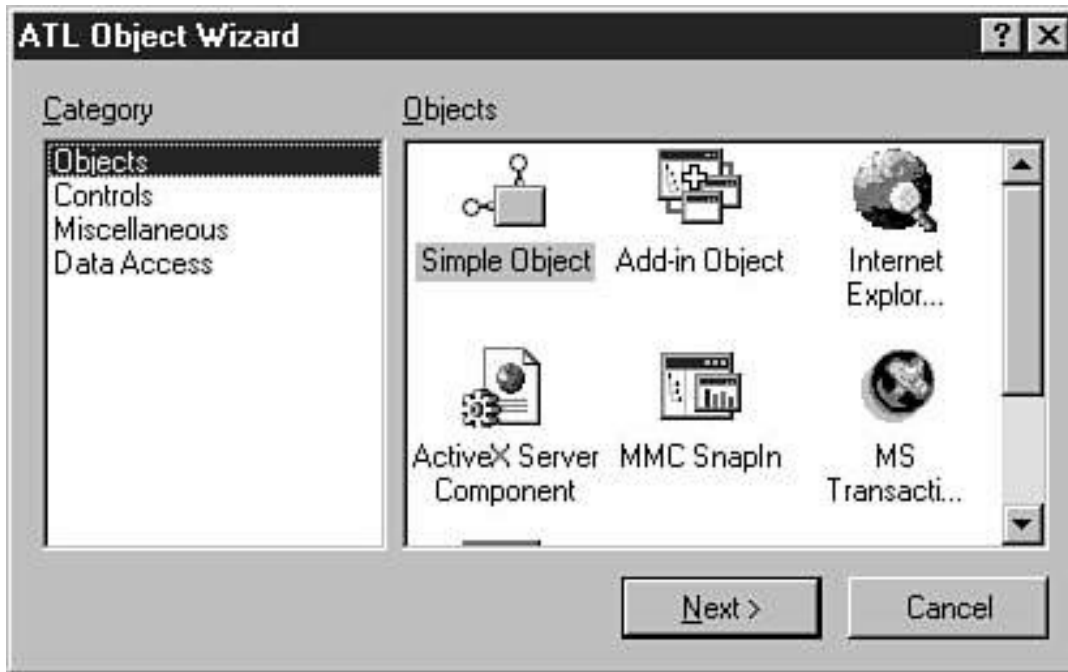 ATL Object Wizard
Category
Objects
Objects
Controls
Miscellaneous
Data Access
Simple Object
Add-in Object
Internet
Explor...
ActiveX Server
Component
MMC SnapIn
MS
Transacti...
Next >
Cancel